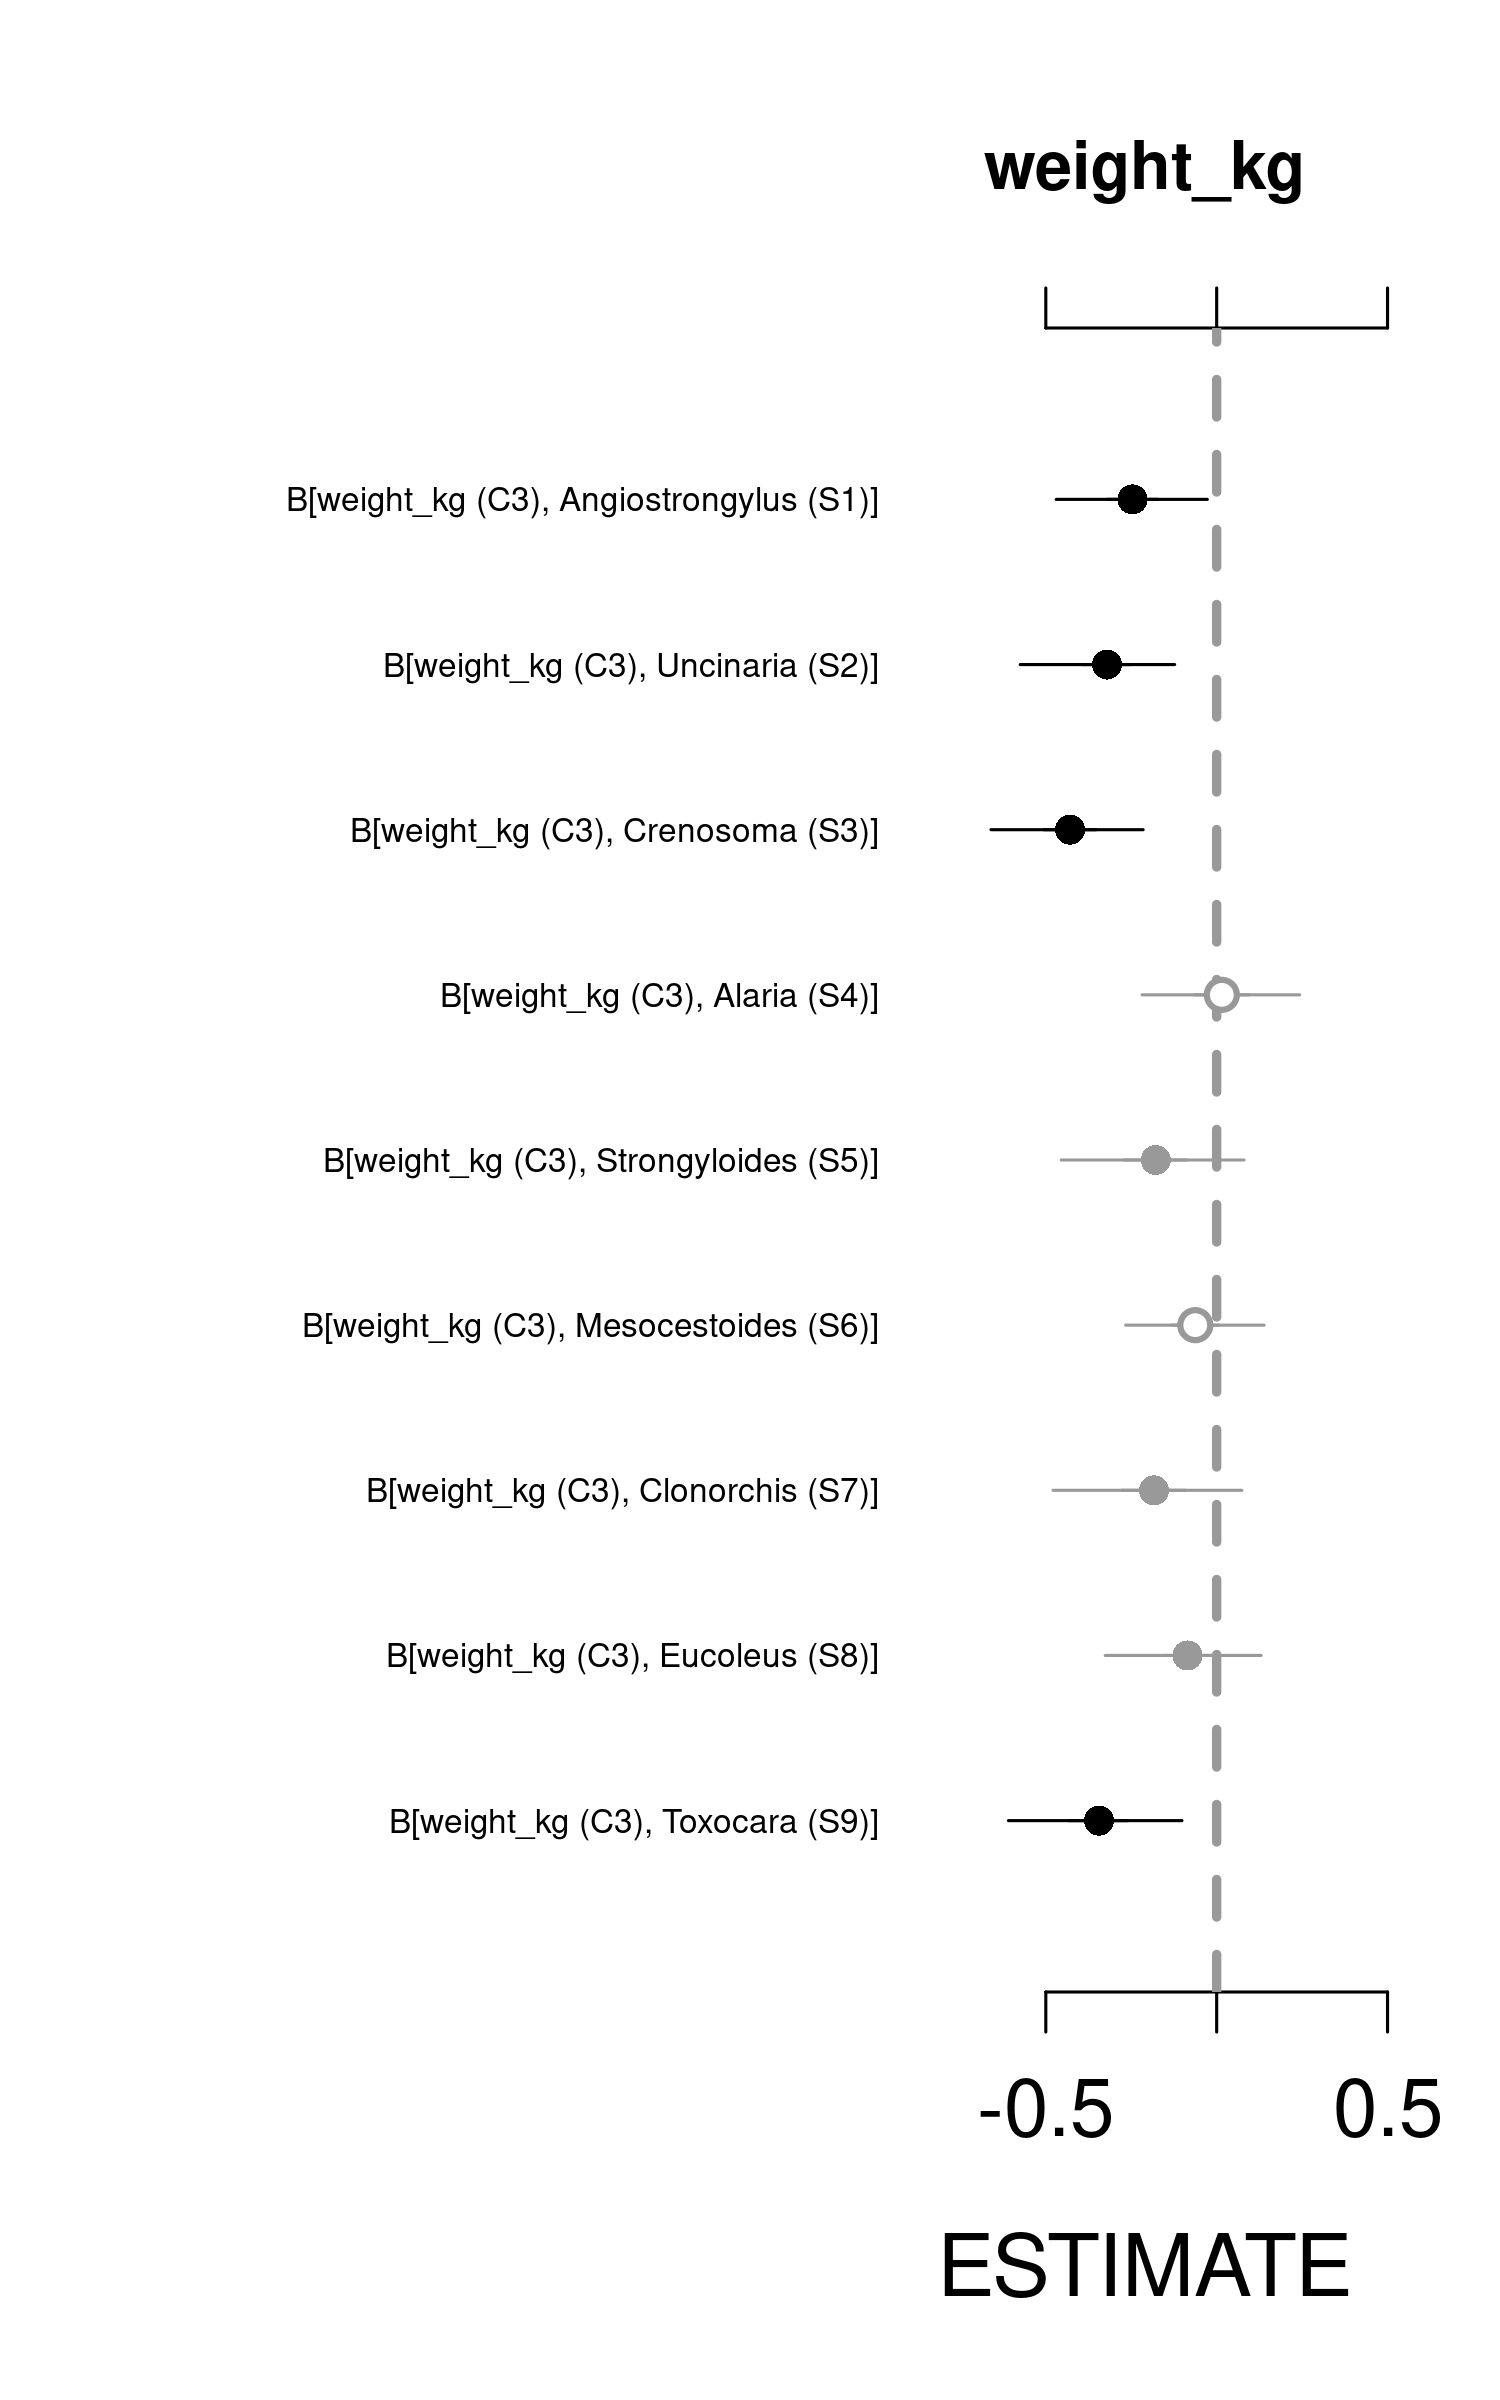 weight_kg
B[weight_kg (C3), Angiostrongylus (S1)]
B[weight_kg (C3), Uncinaria (S2)]
B[weight_kg (C3), Crenosoma (S3)]
B[weight_kg (C3), Alaria (S4)]
B[weight_kg (C3), Strongyloides (S5)]
B[weight_kg (C3), Mesocestoides (S6)]
B[weight_kg (C3), Clonorchis (S7)]
B[weight_kg (C3), Eucoleus (S8)]
B[weight_kg (C3), Toxocara (S9)]
-0.5 0.5
ESTIMATE